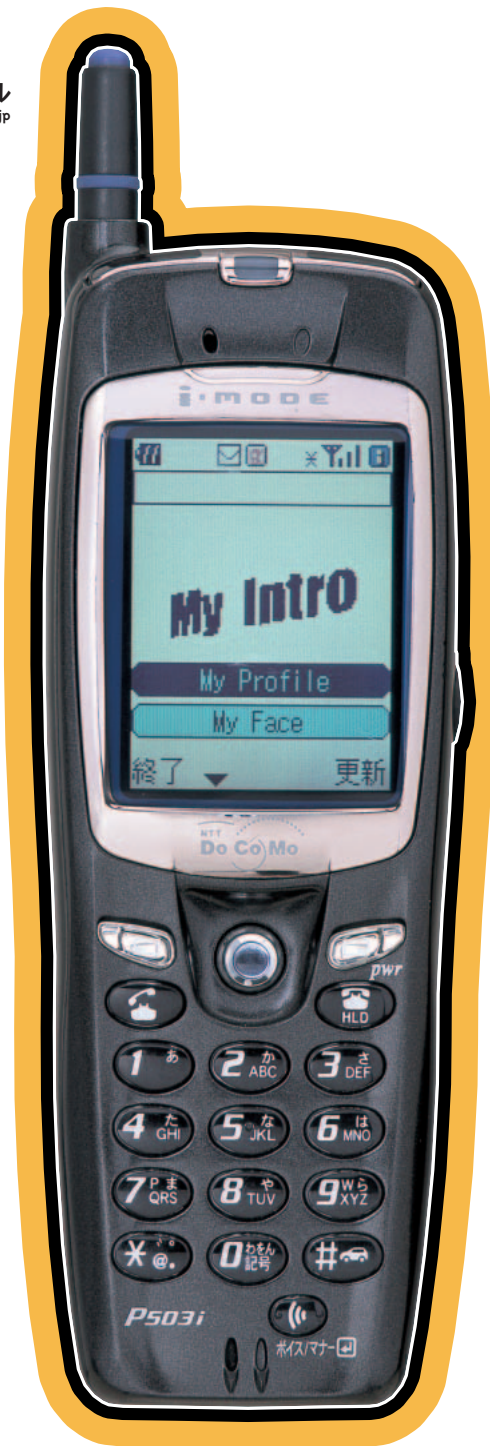 ル
jp
i-mode
My Intro
My Profile
My Face
終了 更新
NTT
DoCoMo
pwr
HLD
1 あ 2 か ABC 3 さ DEF
4 た GHI 5 な JKL 6 は MNO
7 ま PQRS 8 や TUV 9 ら WXYZ
* ゛゜ @. 0 わをん 記号 #
P503i
ボイス/マナー